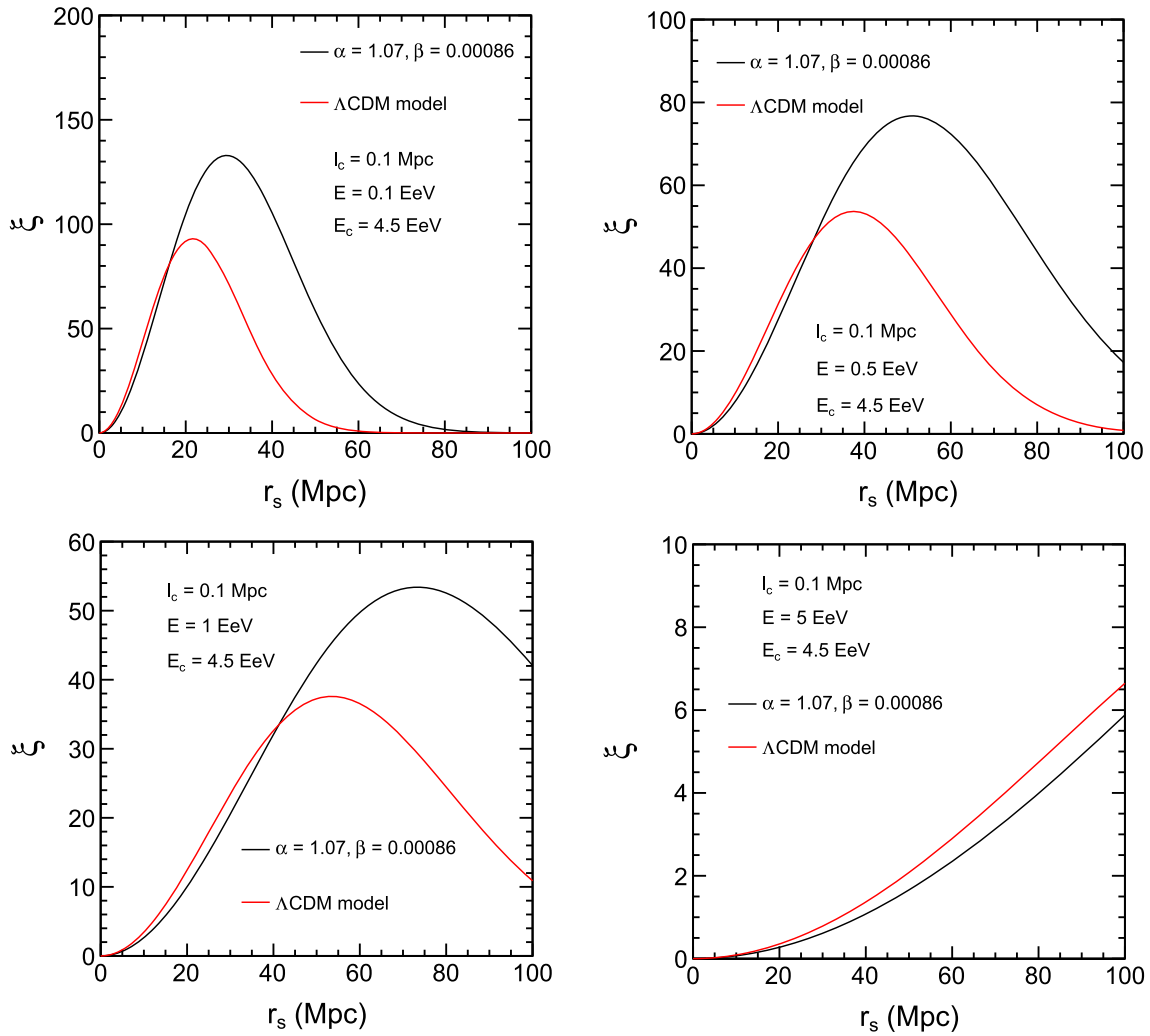 200
150
100
50
0
ξ
α = 1.07, β = 0.00086
ΛCDM model
l_c = 0.1 Mpc
E = 0.1 EeV
E_c = 4.5 EeV
0 20 40 60 80 100
r_s (Mpc)
100
80
60
40
20
0
ξ
α = 1.07, β = 0.00086
ΛCDM model
l_c = 0.1 Mpc
E = 0.5 EeV
E_c = 4.5 EeV
0 20 40 60 80 100
r_s (Mpc)
60
50
40
30
20
10
0
ξ
l_c = 0.1 Mpc
E = 1 EeV
E_c = 4.5 EeV
α = 1.07, β = 0.00086
ΛCDM model
0 20 40 60 80 100
r_s (Mpc)
10
8
6
4
2
0
ξ
l_c = 0.1 Mpc
E = 5 EeV
E_c = 4.5 EeV
α = 1.07, β = 0.00086
ΛCDM model
0 20 40 60 80 100
r_s (Mpc)